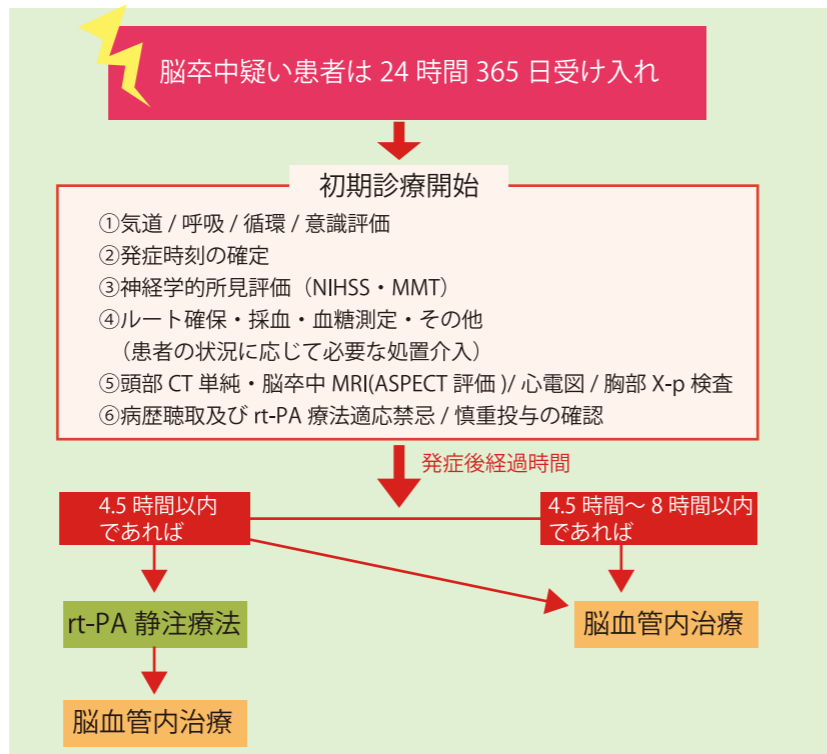 脳卒中疑い患者は 24 時間 365 日受け入れ
初期診療開始
①気道 / 呼吸 / 循環 / 意識評価
②発症時刻の確定
③神経学的所見評価（NIHSS・MMT）
④ルート確保・採血・血糖測定・その他
（患者の状況に応じて必要な処置介入）
⑤頭部 CT 単純・脳卒中 MRI(ASPECT 評価 )/ 心電図 / 胸部 X-p 検査
⑥病歴聴取及び rt-PA 療法適応禁忌 / 慎重投与の確認
発症後経過時間
4.5 時間以内
であれば
4.5 時間～ 8 時間以内
であれば
rt-PA 静注療法
脳血管内治療
脳血管内治療